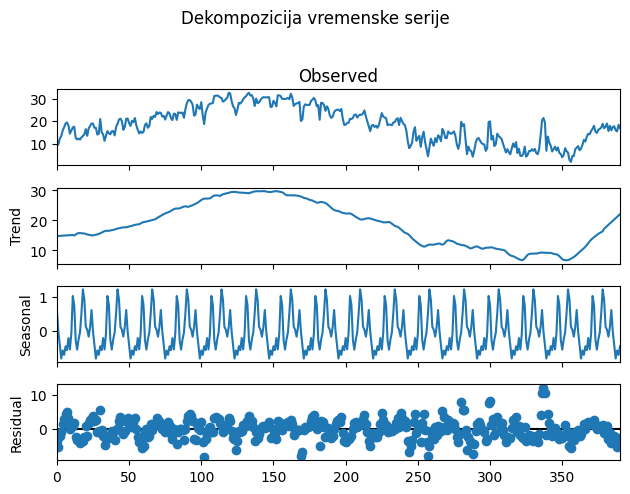 Dekompozicija vremenske serije
Observed
30
20
10
Trend
30
20
10
Seasonal
1
0
Residual
10
0
0 50 100 150 200 250 300 350